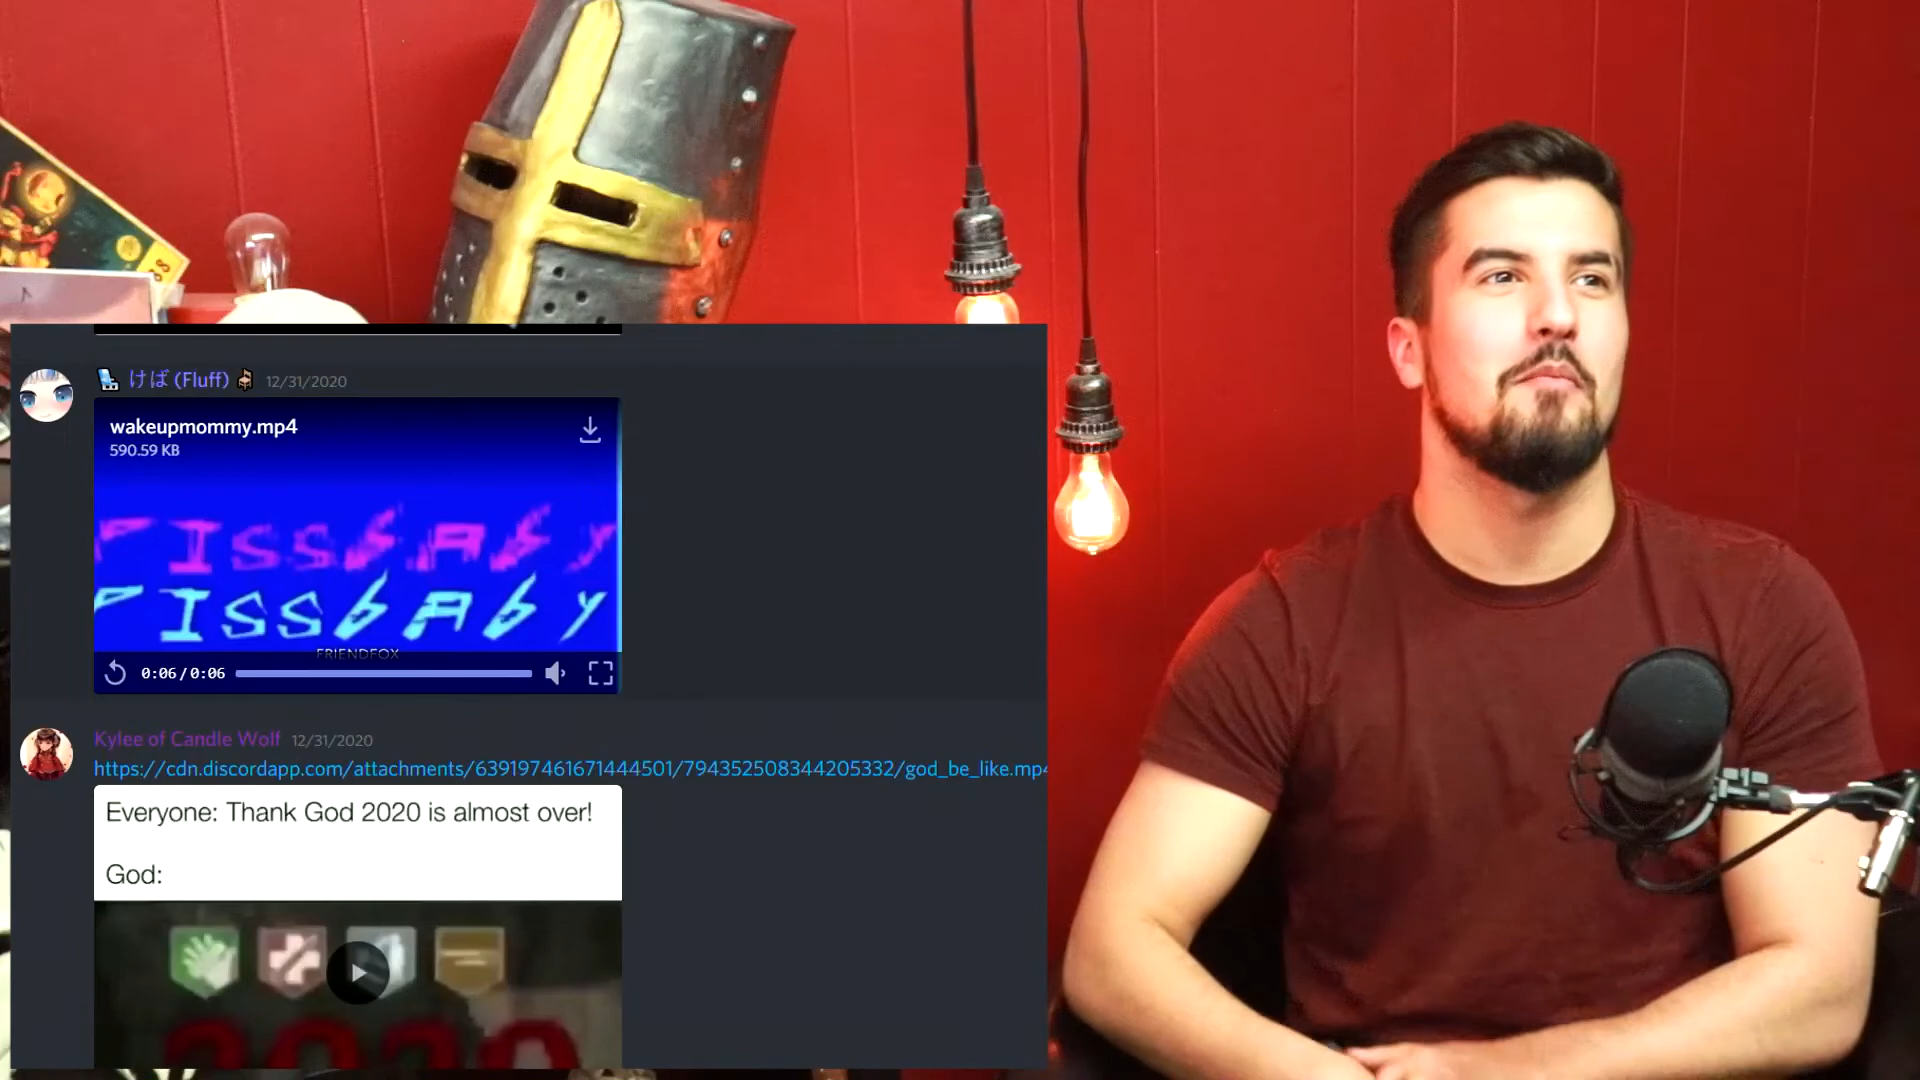 88
けば (Fluff) 12/31/2020
wakeupmommy.mp4
590.59 KB
PISSbAbY
PISSbAbY
FRIENDFOX
0:06/0:06
Kylee of Candle Wolf 12/31/2020
https://cdn.discordapp.com/attachments/639197461671444501/794352508344205332/god_be_like.mp4
Everyone: Thank God 2020 is almost over!
God:
2020